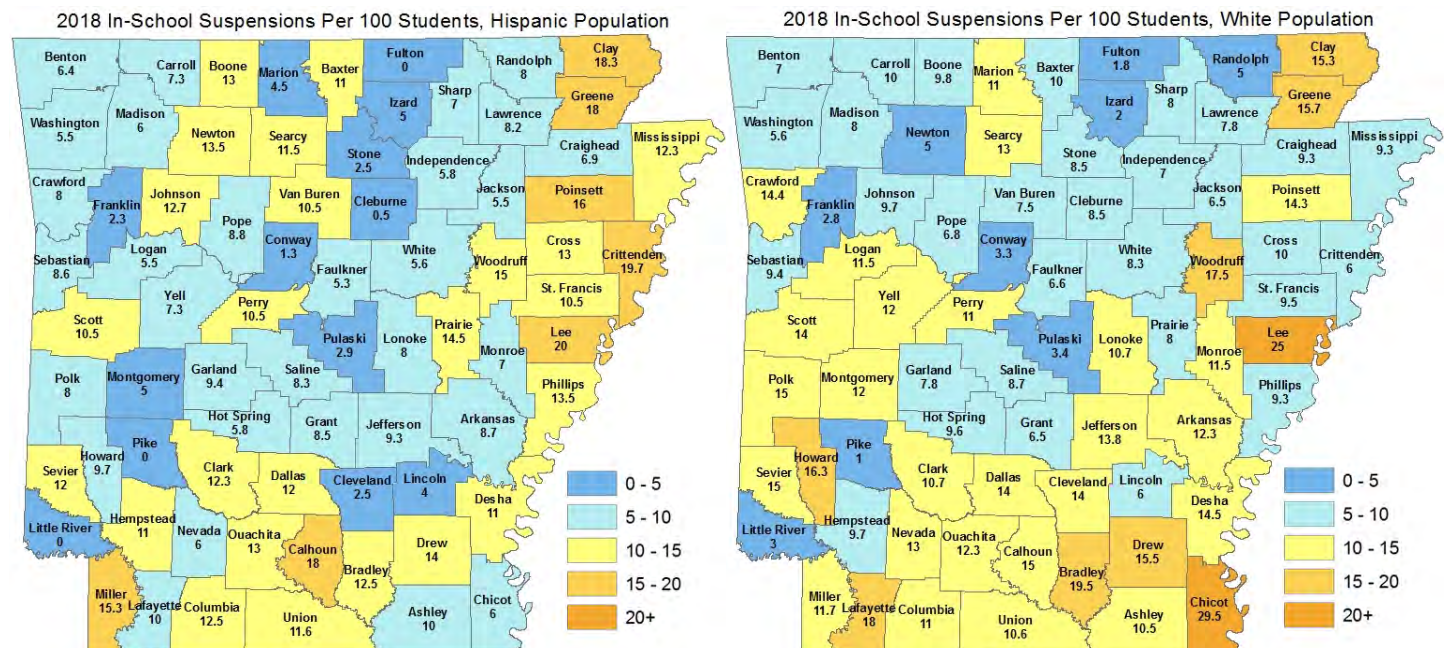 2018 In-School Suspensions Per 100 Students, Hispanic Population
Benton
6.4
Carroll
7.3
Boone
13
Marion
4.5
Baxter
11
Fulton
0
Randolph
8
Clay
18.3
Greene
18
Izard
5
Sharp
7
Lawrence
8.2
Washington
5.5
Madison
6
Newton
13.5
Searcy
11.5
Stone
2.5
Independence
5.8
Craighead
6.9
Mississippi
12.3
Crawford
8
Franklin
2.3
Johnson
12.7
Pope
8.8
Van Buren
10.5
Cleburne
0.5
Jackson
5.5
Poinsett
16
Sebastian
8.6
Logan
5.5
Conway
1.3
Faulkner
5.3
White
5.6
Woodruff
15
Cross
13
Crittenden
19.7
St. Francis
10.5
Scott
10.5
Yell
7.3
Perry
10.5
Pulaski
2.9
Lonoke
8
Prairie
14.5
Monroe
7
Lee
20
Phillips
13.5
Polk
8
Montgomery
5
Garland
9.4
Saline
8.3
Hot Spring
5.8
Grant
8.5
Jefferson
9.3
Arkansas
8.7
Pike
0
Howard
9.7
Sevier
12
Clark
12.3
Dallas
12
Cleveland
2.5
Lincoln
4
Desha
11
Little River
0
Hempstead
11
Nevada
6
Ouachita
13
Calhoun
18
Bradley
12.5
Drew
14
Miller
15.3
Lafayette
10
Columbia
12.5
Union
11.6
Ashley
10
Chicot
6
0 - 5
5 - 10
10 - 15
15 - 20
20+
2018 In-School Suspensions Per 100 Students, White Population
Benton
7
Carroll
10
Boone
9.8
Marion
11
Baxter
10
Fulton
1.8
Randolph
5
Clay
15.3
Greene
15.7
Izard
2
Sharp
8
Lawrence
7.8
Washington
5.6
Madison
8
Newton
5
Searcy
13
Stone
8.5
Independence
7
Craighead
9.3
Mississippi
9.3
Crawford
14.4
Franklin
2.8
Johnson
9.7
Pope
6.8
Van Buren
7.5
Cleburne
8.5
Jackson
6.5
Poinsett
14.3
Sebastian
9.4
Logan
11.5
Conway
3.3
Faulkner
6.6
White
8.3
Woodruff
17.5
Cross
10
Crittenden
6
St. Francis
9.5
Scott
14
Yell
12
Perry
11
Pulaski
3.4
Lonoke
10.7
Prairie
8
Monroe
11.5
Lee
25
Phillips
9.3
Polk
15
Montgomery
12
Garland
7.8
Saline
8.7
Hot Spring
9.6
Grant
6.5
Jefferson
13.8
Arkansas
12.3
Pike
1
Howard
16.3
Sevier
15
Clark
10.7
Dallas
14
Cleveland
14
Lincoln
6
Desha
14.5
Little River
3
Hempstead
9.7
Nevada
13
Ouachita
12.3
Calhoun
15
Bradley
19.5
Drew
15.5
Miller
11.7
Lafayette
18
Columbia
11
Union
10.6
Ashley
10.5
Chicot
29.5
0 - 5
5 - 10
10 - 15
15 - 20
20+